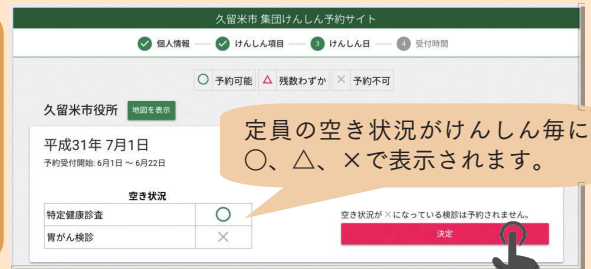 久留米市 集団けんしん予約サイト
個人情報 けんしん項目 3 けんしん日 4 受付時間
○ 予約可能 △ 残数わずか × 予約不可
久留米市役所 地図を表示
定員の空き状況がけんしん毎に
○、△、×で表示されます。
平成31年 7月1日
予約受付開始: 6月1日 ~ 6月22日
空き状況
特定健康診査 ○
胃がん検診 ×
空き状況が×になっている検診は予約されません。
決定